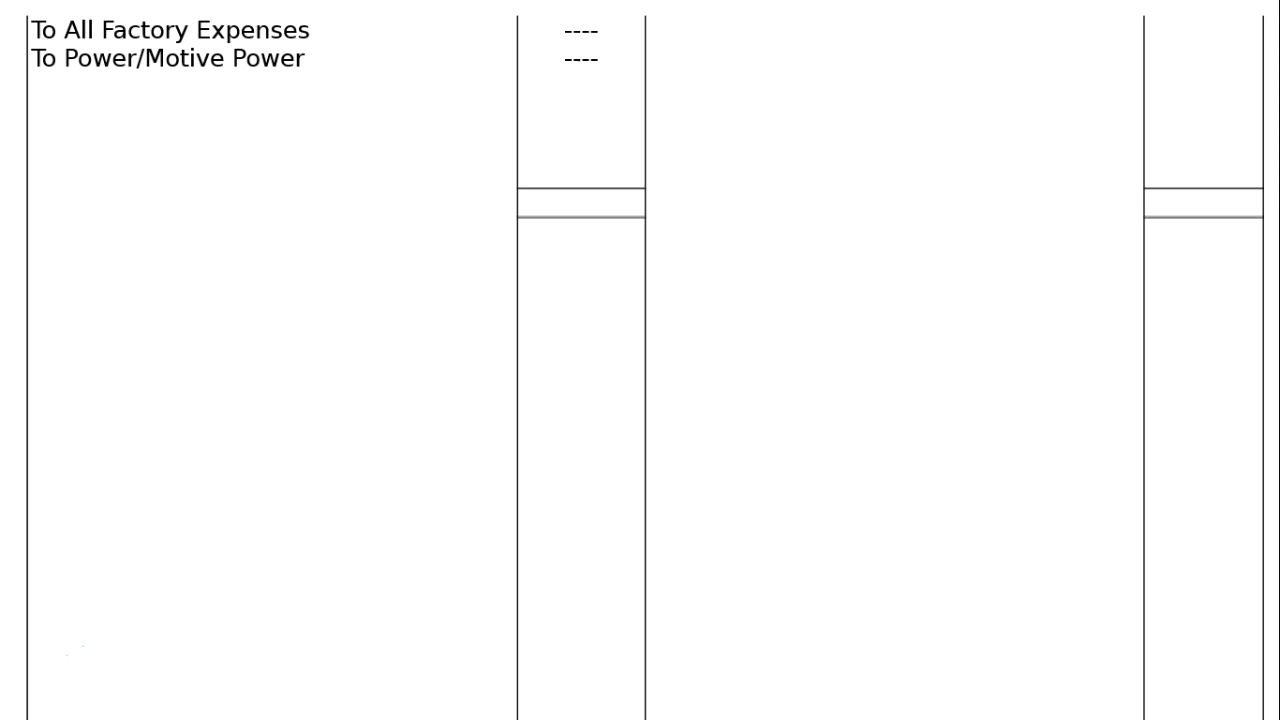 To All Factory Expenses ----
To Power/Motive Power ----